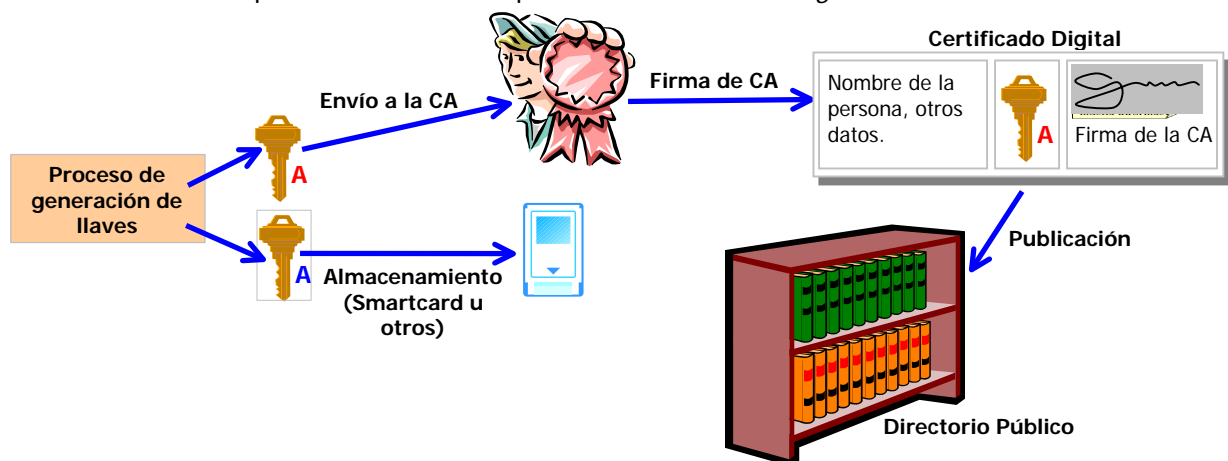 Certificado Digital
Envío a la CA
Firma de CA
Nombre de la
persona, otros
datos.
A
Firma de la CA
A
Proceso de
generación de
llaves
A
Almacenamiento
(Smartcard u
otros)
Publicación
Directorio Público